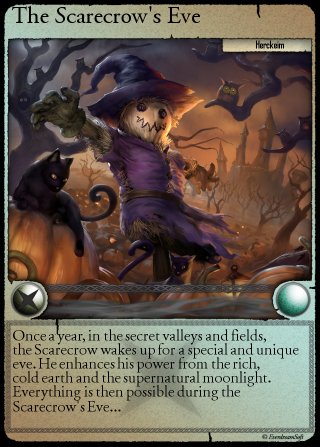 The Scarecrow's Eve
Herckeim
Once a year, in the secret valleys and fields,
the Scarecrow wakes up for a special and unique
eve. He enhances his power from the rich,
cold earth and the supernatural moonlight.
Everything is then possible during the
Scarecrow's Eve...
© EverdreamSoft